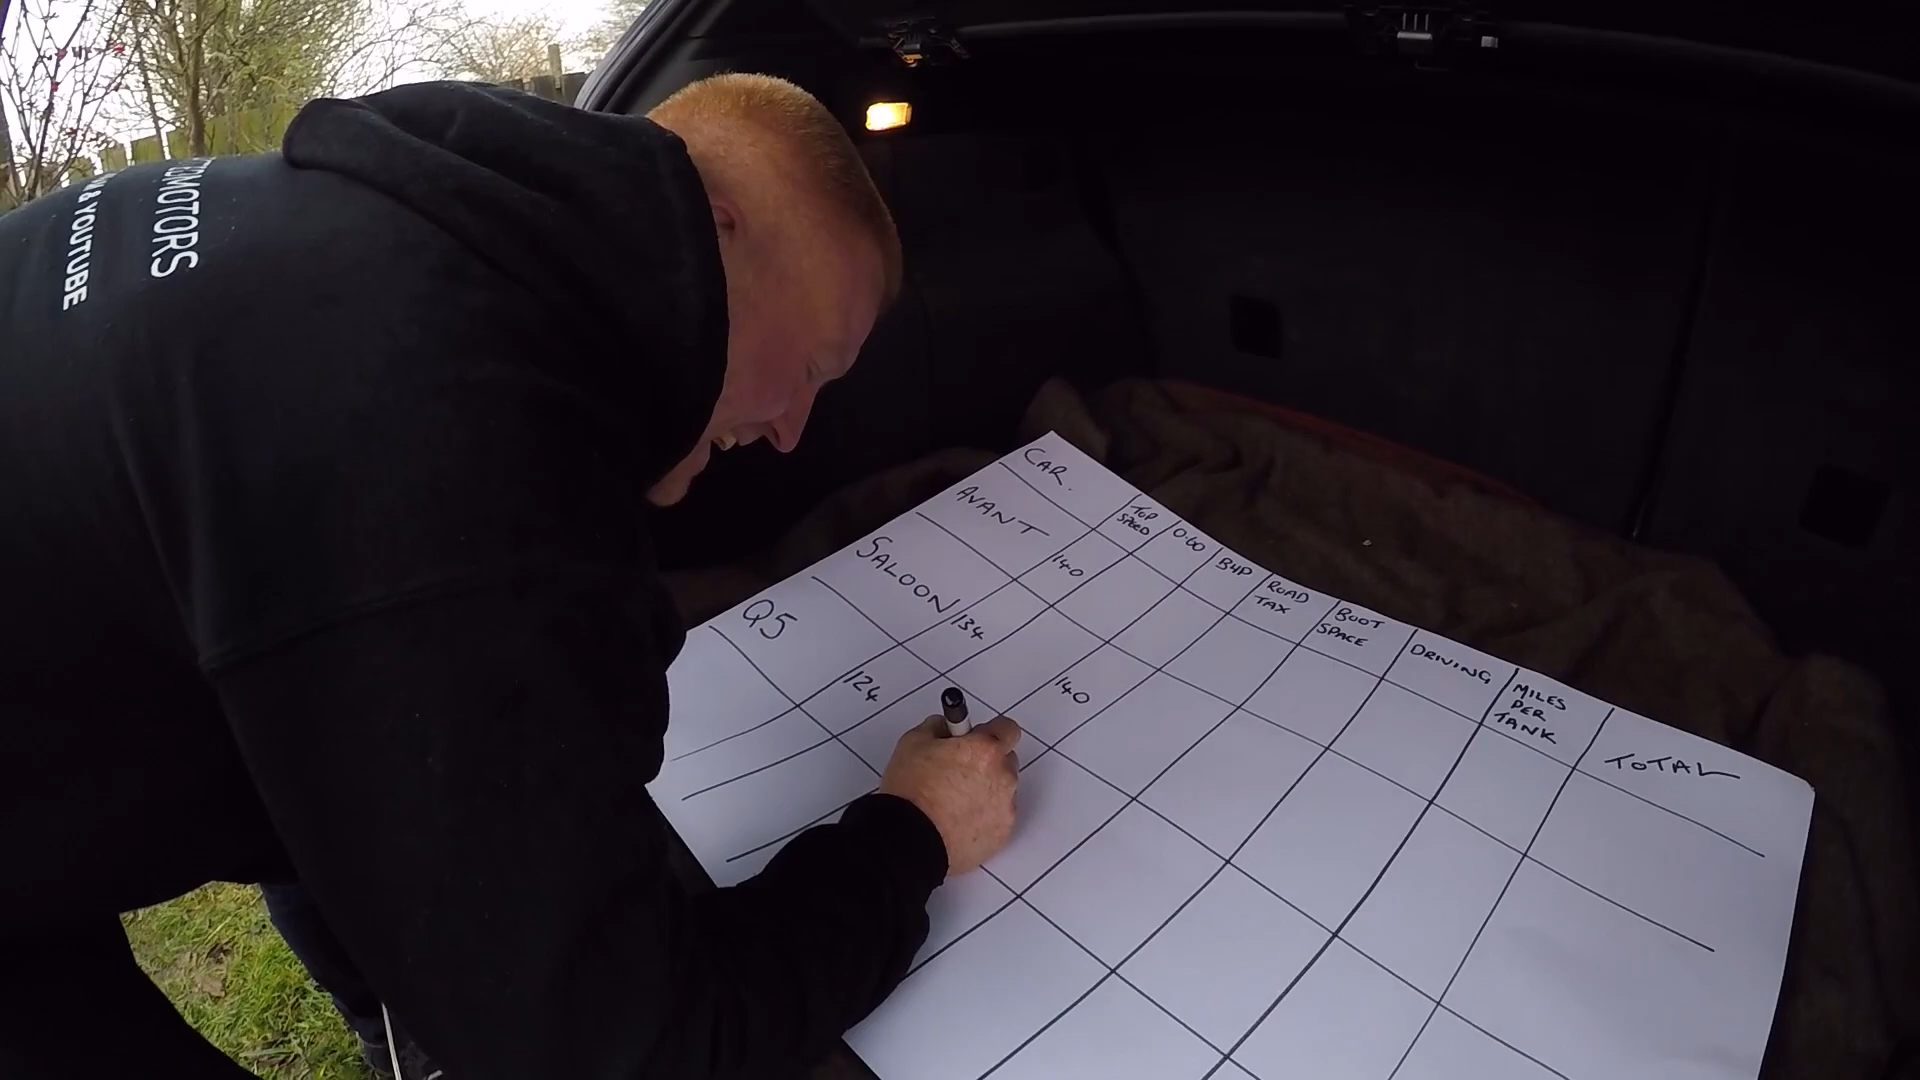 MOTORS
& YOUTUBE
CAR.
TOP
SPEED
0-60
BHP
ROAD
TAX
BOOT
SPACE
DRIVING
MILES
PER
TANK
TOTAL
AVANT
140
SALOON
134
140
Q5
124